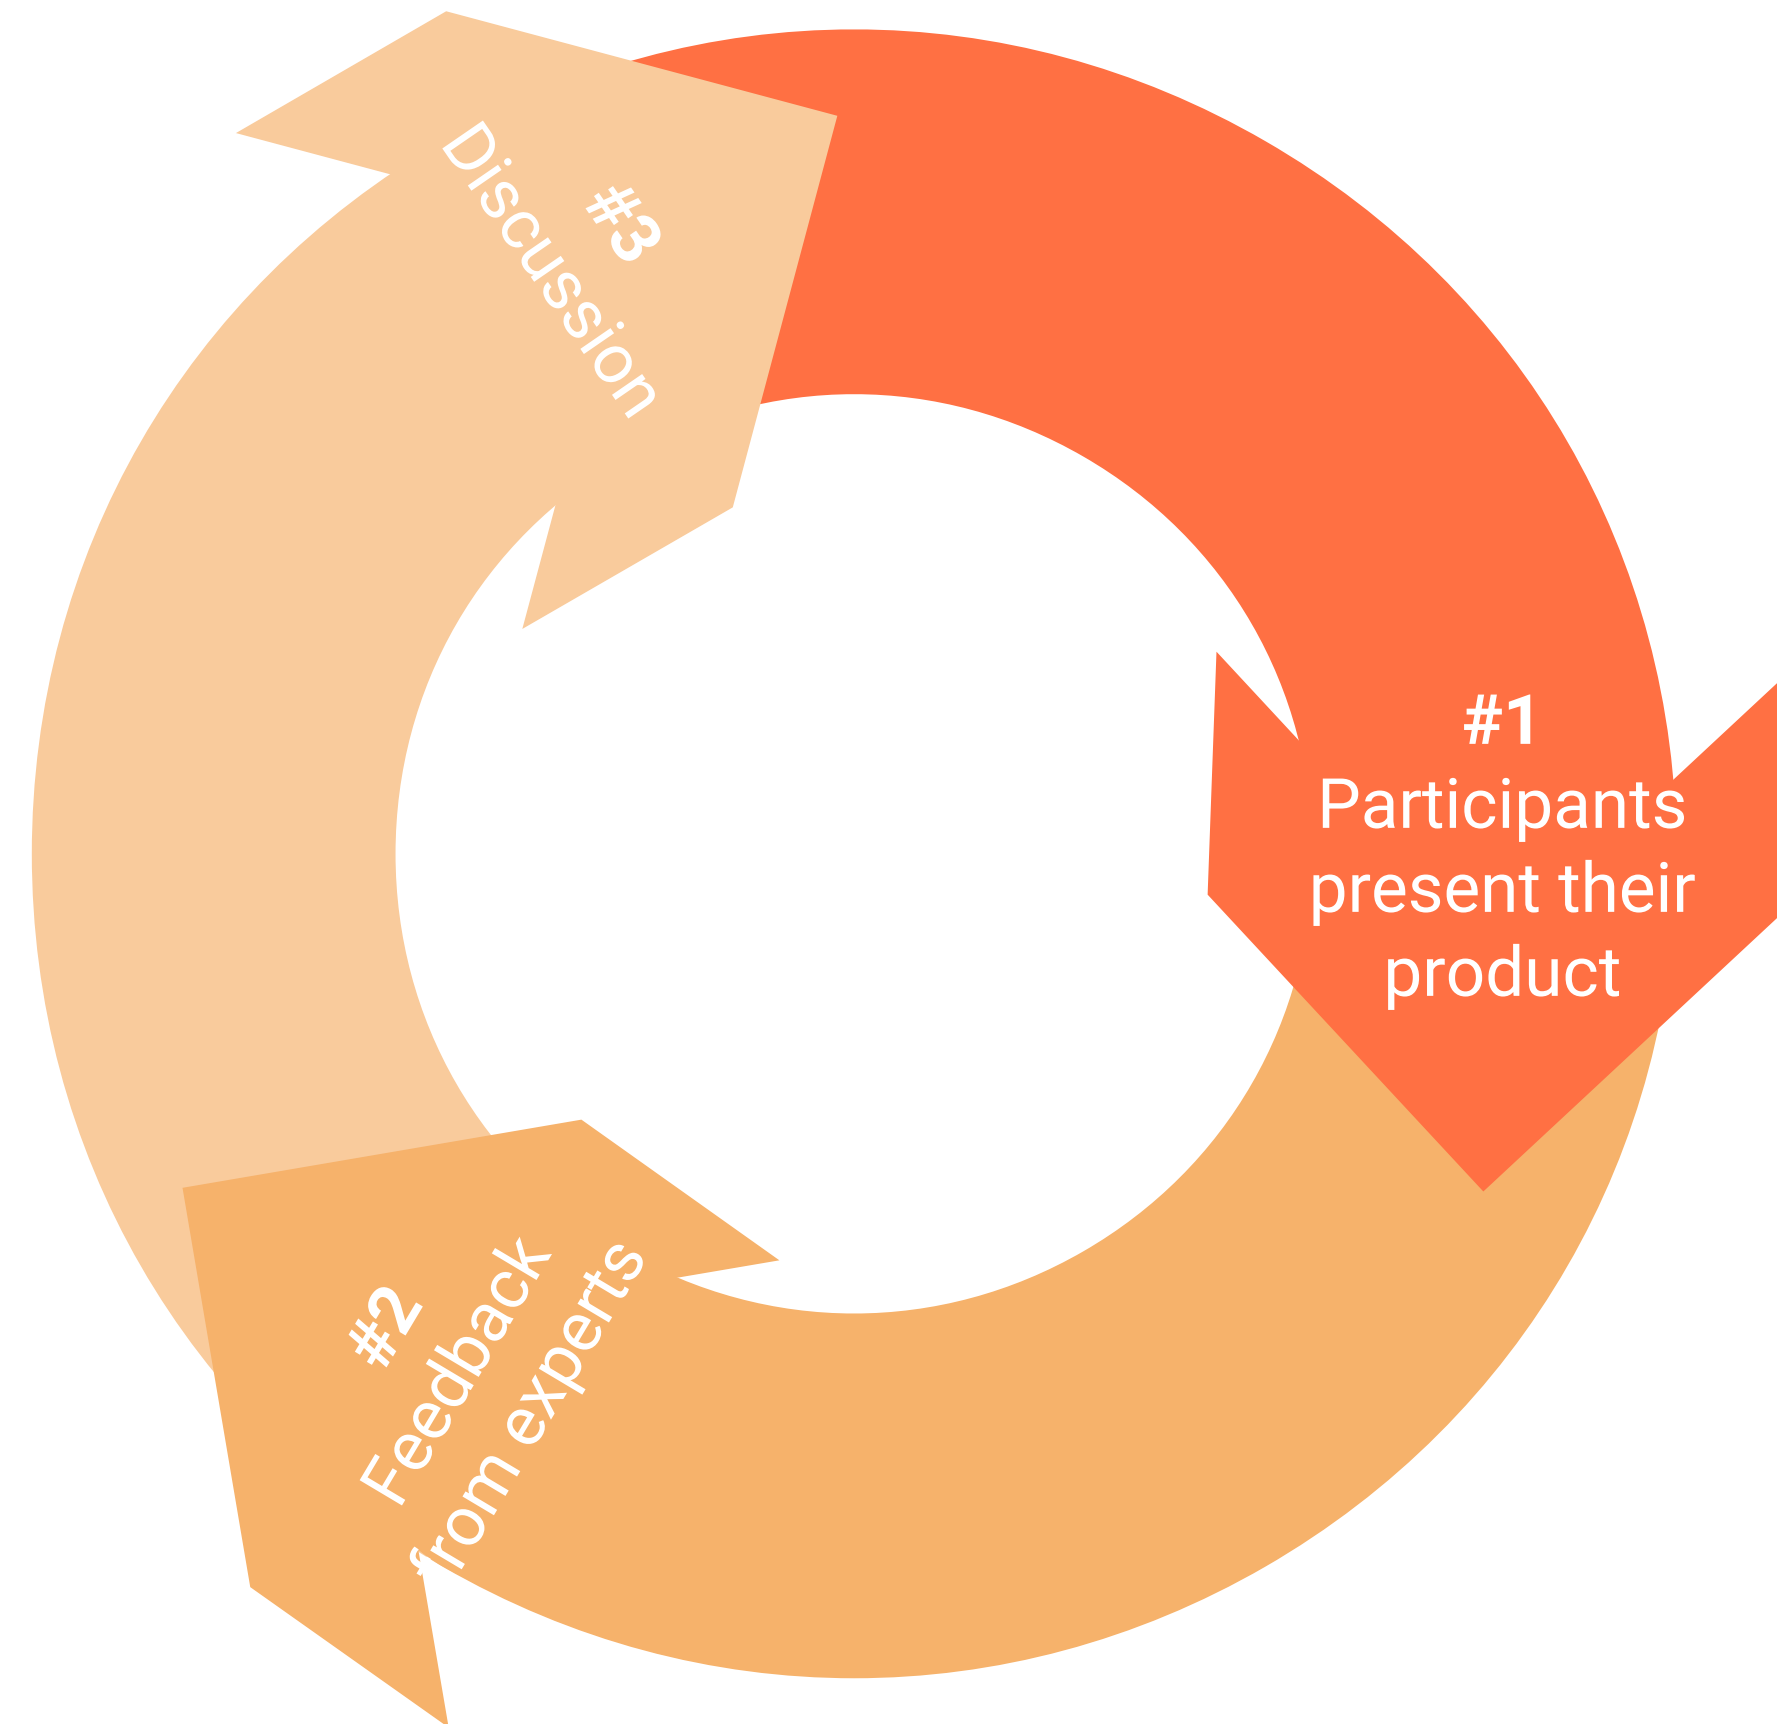 #1
Participants
present their
product
#2
Feedback
from experts
#3
Discussion